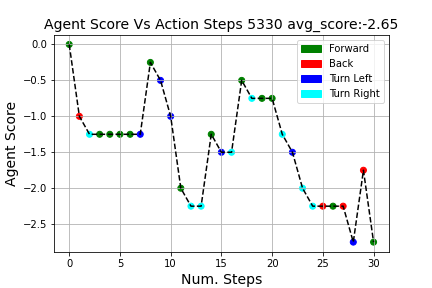 Agent Score Vs Action Steps 5330 avg_score:-2.65
0.0
−0.5
−1.0
−1.5
−2.0
−2.5
Agent Score
Forward
Back
Turn Left
Turn Right
0 5 10 15 20 25 30
Num. Steps